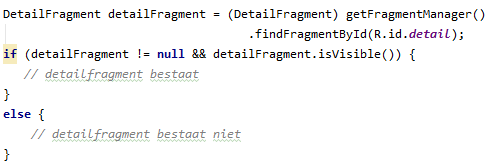 DetailFragment detailFragment = (DetailFragment) getFragmentManager()
.findFragmentById(R.id.detail);
if (detailFragment != null && detailFragment.isVisible()) {
// detailfragment bestaat
}
else {
// detailfragment bestaat niet
}